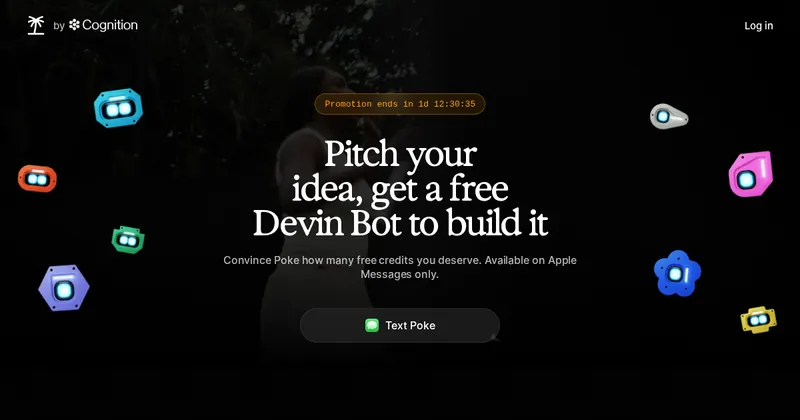 by Cognition
Log in
Promotion ends in 1d 12:30:35
Pitch your
idea, get a free
Devin Bot to build it
Convince Poke how many free credits you deserve. Available on Apple
Messages only.
Text Poke